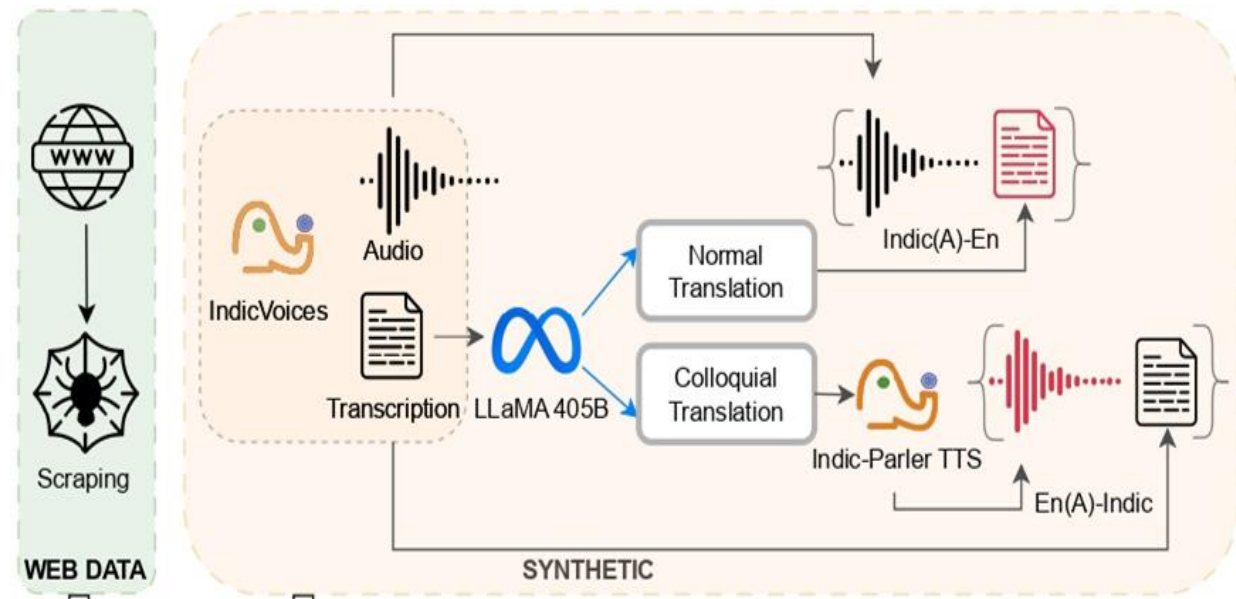 WWW
Scraping
WEB DATA
IndicVoices
Audio
Transcription
LLaMA 405B
Normal
Translation
Colloquial
Translation
Indic(A)-En
Indic-Parler TTS
En(A)-Indic
SYNTHETIC